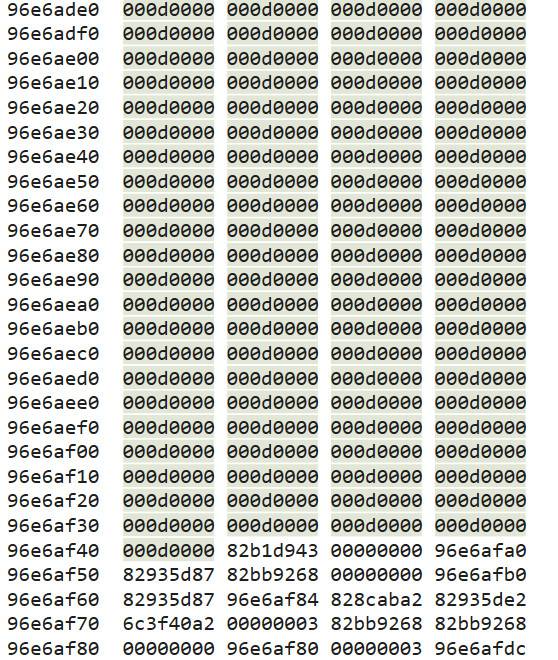 96e6ade0 000d0000 000d0000 000d0000 000d0000
96e6adf0 000d0000 000d0000 000d0000 000d0000
96e6ae00 000d0000 000d0000 000d0000 000d0000
96e6ae10 000d0000 000d0000 000d0000 000d0000
96e6ae20 000d0000 000d0000 000d0000 000d0000
96e6ae30 000d0000 000d0000 000d0000 000d0000
96e6ae40 000d0000 000d0000 000d0000 000d0000
96e6ae50 000d0000 000d0000 000d0000 000d0000
96e6ae60 000d0000 000d0000 000d0000 000d0000
96e6ae70 000d0000 000d0000 000d0000 000d0000
96e6ae80 000d0000 000d0000 000d0000 000d0000
96e6ae90 000d0000 000d0000 000d0000 000d0000
96e6aea0 000d0000 000d0000 000d0000 000d0000
96e6aeb0 000d0000 000d0000 000d0000 000d0000
96e6aec0 000d0000 000d0000 000d0000 000d0000
96e6aed0 000d0000 000d0000 000d0000 000d0000
96e6aee0 000d0000 000d0000 000d0000 000d0000
96e6aef0 000d0000 000d0000 000d0000 000d0000
96e6af00 000d0000 000d0000 000d0000 000d0000
96e6af10 000d0000 000d0000 000d0000 000d0000
96e6af20 000d0000 000d0000 000d0000 000d0000
96e6af30 000d0000 000d0000 000d0000 000d0000
96e6af40 000d0000 82b1d943 00000000 96e6afa0
96e6af50 82935d87 82bb9268 00000000 96e6afb0
96e6af60 82935d87 96e6af84 828caba2 82935de2
96e6af70 6c3f40a2 00000003 82bb9268 82bb9268
96e6af80 00000000 96e6af80 00000003 96e6afdc